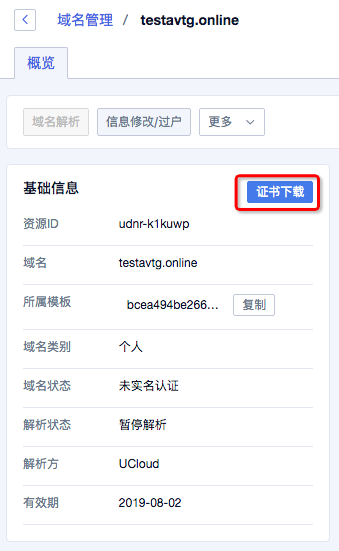 域名管理 / testavtg.online
概览
域名解析 信息修改/过户 更多
基础信息 证书下载
资源ID udnr-k1kuwp
域名 testavtg.online
所属模板 bcea494be266... 复制
域名类别 个人
域名状态 未实名认证
解析状态 暂停解析
解析方 UCloud
有效期 2019-08-02